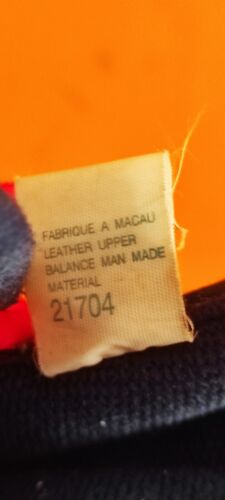 FABRIQUE A MACAU
LEATHER UPPER
BALANCE MAN MADE
MATERIAL
21704